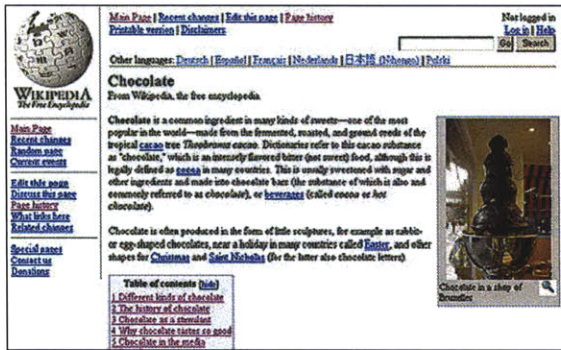 Main Page | Recent changes | Edit this page | Page history
Printable version | Disclaimers
Not logged in
Log in | Help
Go Search
Other languages: Deutsch | Español | Français | Nederlands | 日本語 (Nihongo) | Polski
WIKIPEDIA
The Free Encyclopedia
Main Page
Recent changes
Random page
Current events
Edit this page
Discuss this page
Page history
What links here
Related changes
Special pages
Contact us
Donations
Chocolate
From Wikipedia, the free encyclopedia.
Chocolate is a common ingredient in many kinds of sweets—one of the most
popular in the world—made from the fermented, roasted, and ground seeds of the
tropical cacao tree Theobroma cacao. Dictionaries refer to this cacao substance
as "chocolate," which is an intensely flavored bitter (not sweet) food, although this is
legally defined as cocoa in many countries. This is usually sweetened with sugar and
other ingredients and made into chocolate bars (the substance of which is also and
commonly referred to as chocolate), or beverages (called cocoa or hot
chocolate).
Chocolate is often produced in the form of little sculptures, for example as rabbit-
or egg-shaped chocolates, near a holiday in many countries called Easter, and other
shapes for Christmas and Saint Nicholas (for the latter also chocolate letters).
Chocolate in a shop of
Brussels
Table of contents [hide]
1 Different kinds of chocolate
2 The history of chocolate
3 Chocolate as a stimulant
4 Why chocolate tastes so good
5 Chocolate in the media